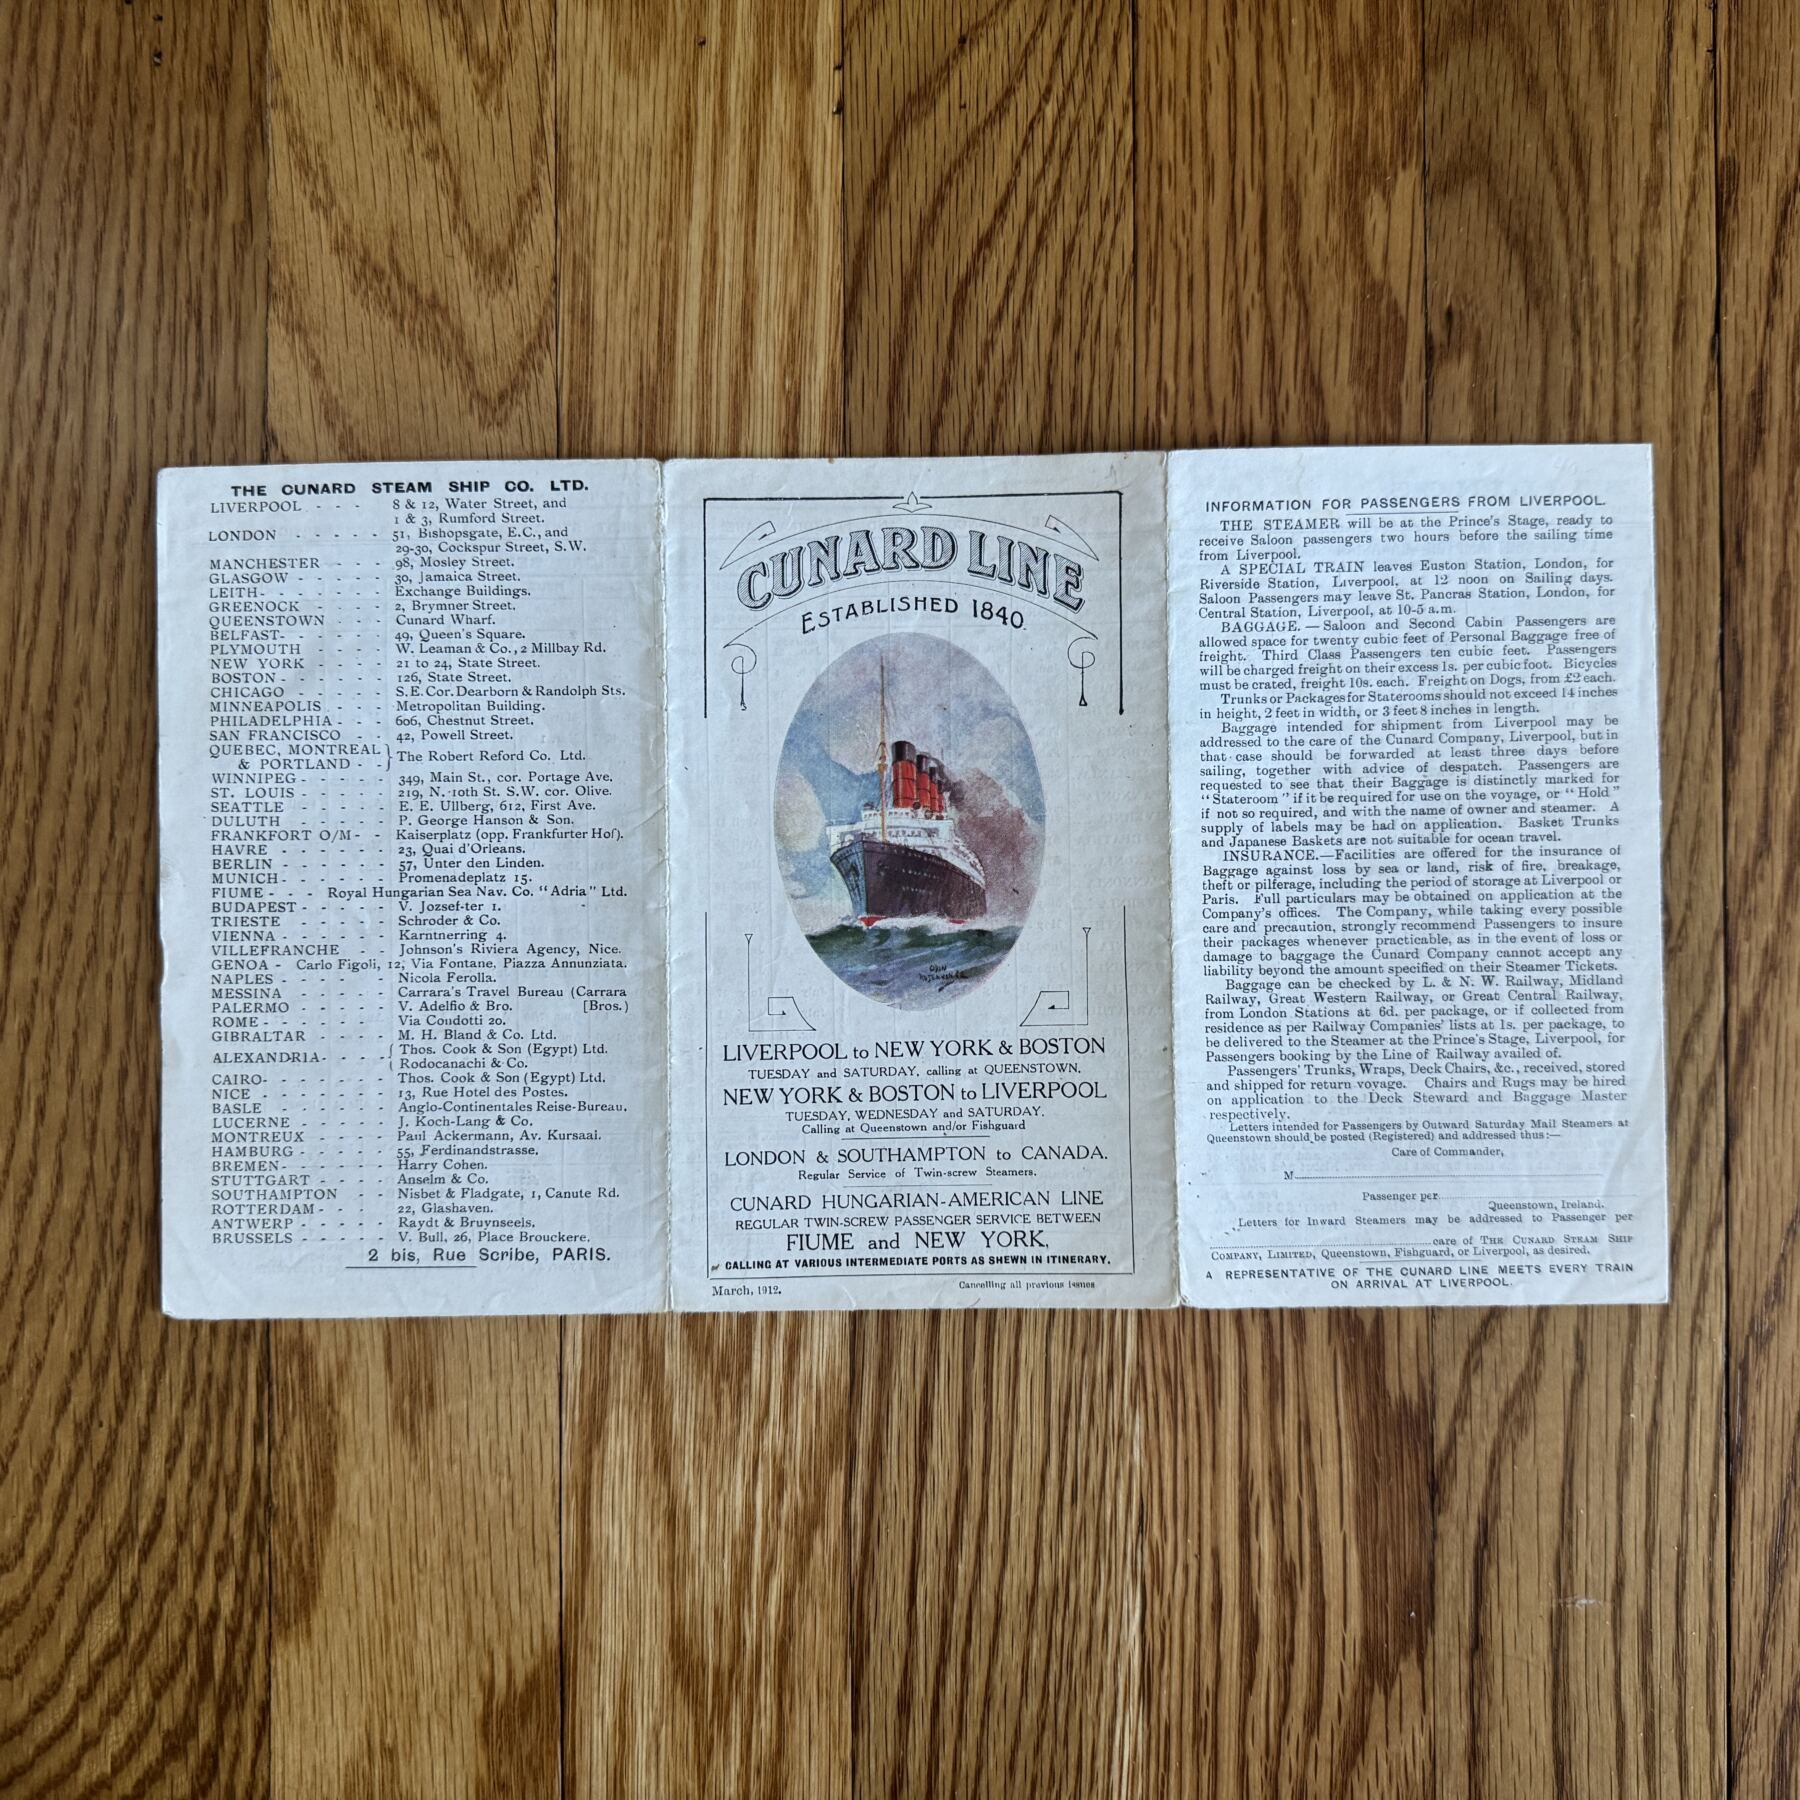 THE CUNARD STEAM SHIP CO. LTD.
LIVERPOOL - - - 8 & 12, Water Street, and
1 & 3, Rumford Street.
LONDON - - - - - 51, Bishopsgate, E.C., and
29-30, Cockspur Street, S.W.
MANCHESTER - - - 98, Mosley Street.
GLASGOW - - - - 30, Jamaica Street.
LEITH- - - - - - - Exchange Buildings.
GREENOCK - - - - 2, Brymner Street.
QUEENSTOWN - - - Cunard Wharf.
BELFAST- - - - - - 49, Queen's Square.
PLYMOUTH - - - - W. Leaman & Co., 2 Millbay Rd.
NEW YORK - - - - 21 to 24, State Street.
BOSTON - - - - - - 126, State Street.
CHICAGO - - - - - S.E. Cor. Dearborn & Randolph Sts.
MINNEAPOLIS - - - Metropolitan Building.
PHILADELPHIA - - - 606, Chestnut Street.
SAN FRANCISCO - - 42, Powell Street.
QUEBEC, MONTREAL } The Robert Reford Co. Ltd.
& PORTLAND - - }
WINNIPEG - - - - - 349, Main St., cor. Portage Ave.
ST. LOUIS - - - - - 219, N. 10th St. S.W. cor. Olive.
SEATTLE - - - - - E. E. Ullberg, 612, First Ave.
DULUTH - - - - - P. George Hanson & Son.
FRANKFORT O/M- - Kaiserplatz (opp. Frankfurter Hof).
HAVRE - - - - - - 23, Quai d'Orleans.
BERLIN - - - - - - 57, Unter den Linden.
MUNICH - - - - - - Promenadeplatz 15.
FIUME - - - Royal Hungarian Sea Nav. Co. "Adria" Ltd.
BUDAPEST - - - - - V. Jozsef-ter 1.
TRIESTE - - - - - Schroder & Co.
VIENNA - - - - - - Karntnerring 4.
VILLEFRANCHE - - Johnson's Riviera Agency, Nice.
GENOA - Carlo Figoli, 12, Via Fontane, Piazza Annunziata.
NAPLES - - - - - Nicola Ferolla.
MESSINA - - - - - Carrara's Travel Bureau (Carrara
PALERMO - - - - - V. Adelfio & Bro. [Bros.)
ROME - - - - - - - Via Condotti 20.
GIBRALTAR - - - - M. H. Bland & Co. Ltd.
ALEXANDRIA- - - - { Thos. Cook & Son (Egypt) Ltd.
{ Rodocanachi & Co.
CAIRO- - - - - - - Thos. Cook & Son (Egypt) Ltd.
NICE - - - - - - - 13, Rue Hotel des Postes.
BASLE - - - - - - Anglo-Continentales Reise-Bureau.
LUCERNE - - - - - J. Koch-Lang & Co.
MONTREUX - - - - Paul Ackermann, Av. Kursaal.
HAMBURG - - - - - 55, Ferdinandstrasse.
BREMEN- - - - - - Harry Cohen.
STUTTGART - - - - Anselm & Co.
SOUTHAMPTON - - Nisbet & Fladgate, 1, Canute Rd.
ROTTERDAM - - - 22, Glashaven.
ANTWERP - - - - - Raydt & Bruynseels.
BRUSSELS - - - - - V. Bull, 26, Place Brouckere.
2 bis, Rue Scribe, PARIS.
CUNARD LINE
ESTABLISHED 1840.
ODIN
ROSENVINGE
LIVERPOOL to NEW YORK & BOSTON
TUESDAY and SATURDAY, calling at QUEENSTOWN.
NEW YORK & BOSTON to LIVERPOOL
TUESDAY, WEDNESDAY and SATURDAY.
Calling at Queenstown and/or Fishguard
LONDON & SOUTHAMPTON to CANADA.
Regular Service of Twin-screw Steamers.
CUNARD HUNGARIAN-AMERICAN LINE
REGULAR TWIN-SCREW PASSENGER SERVICE BETWEEN
FIUME and NEW YORK,
CALLING AT VARIOUS INTERMEDIATE PORTS AS SHEWN IN ITINERARY.
March, 1912. Cancelling all previous issues
INFORMATION FOR PASSENGERS FROM LIVERPOOL.
THE STEAMER will be at the Prince's Stage, ready to
receive Saloon passengers two hours before the sailing time
from Liverpool.
A SPECIAL TRAIN leaves Euston Station, London, for
Riverside Station, Liverpool, at 12 noon on Sailing days.
Saloon Passengers may leave St. Pancras Station, London, for
Central Station, Liverpool, at 10-5 a.m.
BAGGAGE. — Saloon and Second Cabin Passengers are
allowed space for twenty cubic feet of Personal Baggage free of
freight. Third Class Passengers ten cubic feet. Passengers
will be charged freight on their excess 1s. per cubic foot. Bicycles
must be crated, freight 10s. each. Freight on Dogs, from £2 each.
Trunks or Packages for Staterooms should not exceed 14 inches
in height, 2 feet in width, or 3 feet 8 inches in length.
Baggage intended for shipment from Liverpool may be
addressed to the care of the Cunard Company, Liverpool, but in
that case should be forwarded at least three days before
sailing, together with advice of despatch. Passengers are
requested to see that their Baggage is distinctly marked for
"Stateroom" if it be required for use on the voyage, or "Hold"
if not so required, and with the name of owner and steamer. A
supply of labels may be had on application. Basket Trunks
and Japanese Baskets are not suitable for ocean travel.
INSURANCE.—Facilities are offered for the insurance of
Baggage against loss by sea or land, risk of fire, breakage,
theft or pilferage, including the period of storage at Liverpool or
Paris. Full particulars may be obtained on application at the
Company's offices. The Company, while taking every possible
care and precaution, strongly recommend Passengers to insure
their packages whenever practicable, as in the event of loss or
damage to baggage the Cunard Company cannot accept any
liability beyond the amount specified on their Steamer Tickets.
Baggage can be checked by L. & N. W. Railway, Midland
Railway, Great Western Railway, or Great Central Railway,
from London Stations at 6d. per package, or if collected from
residence as per Railway Companies' lists at 1s. per package, to
be delivered to the Steamer at the Prince's Stage, Liverpool, for
Passengers booking by the Line of Railway availed of.
Passengers' Trunks, Wraps, Deck Chairs, &c., received, stored
and shipped for return voyage. Chairs and Rugs may be hired
on application to the Deck Steward and Baggage Master
respectively.
Letters intended for Passengers by Outward Saturday Mail Steamers at
Queenstown should be posted (Registered) and addressed thus:—
Care of Commander,
M
Passenger per
Queenstown, Ireland.
Letters for Inward Steamers may be addressed to Passenger per
care of THE CUNARD STEAM SHIP
COMPANY, LIMITED, Queenstown, Fishguard, or Liverpool, as desired.
A REPRESENTATIVE OF THE CUNARD LINE MEETS EVERY TRAIN
ON ARRIVAL AT LIVERPOOL.